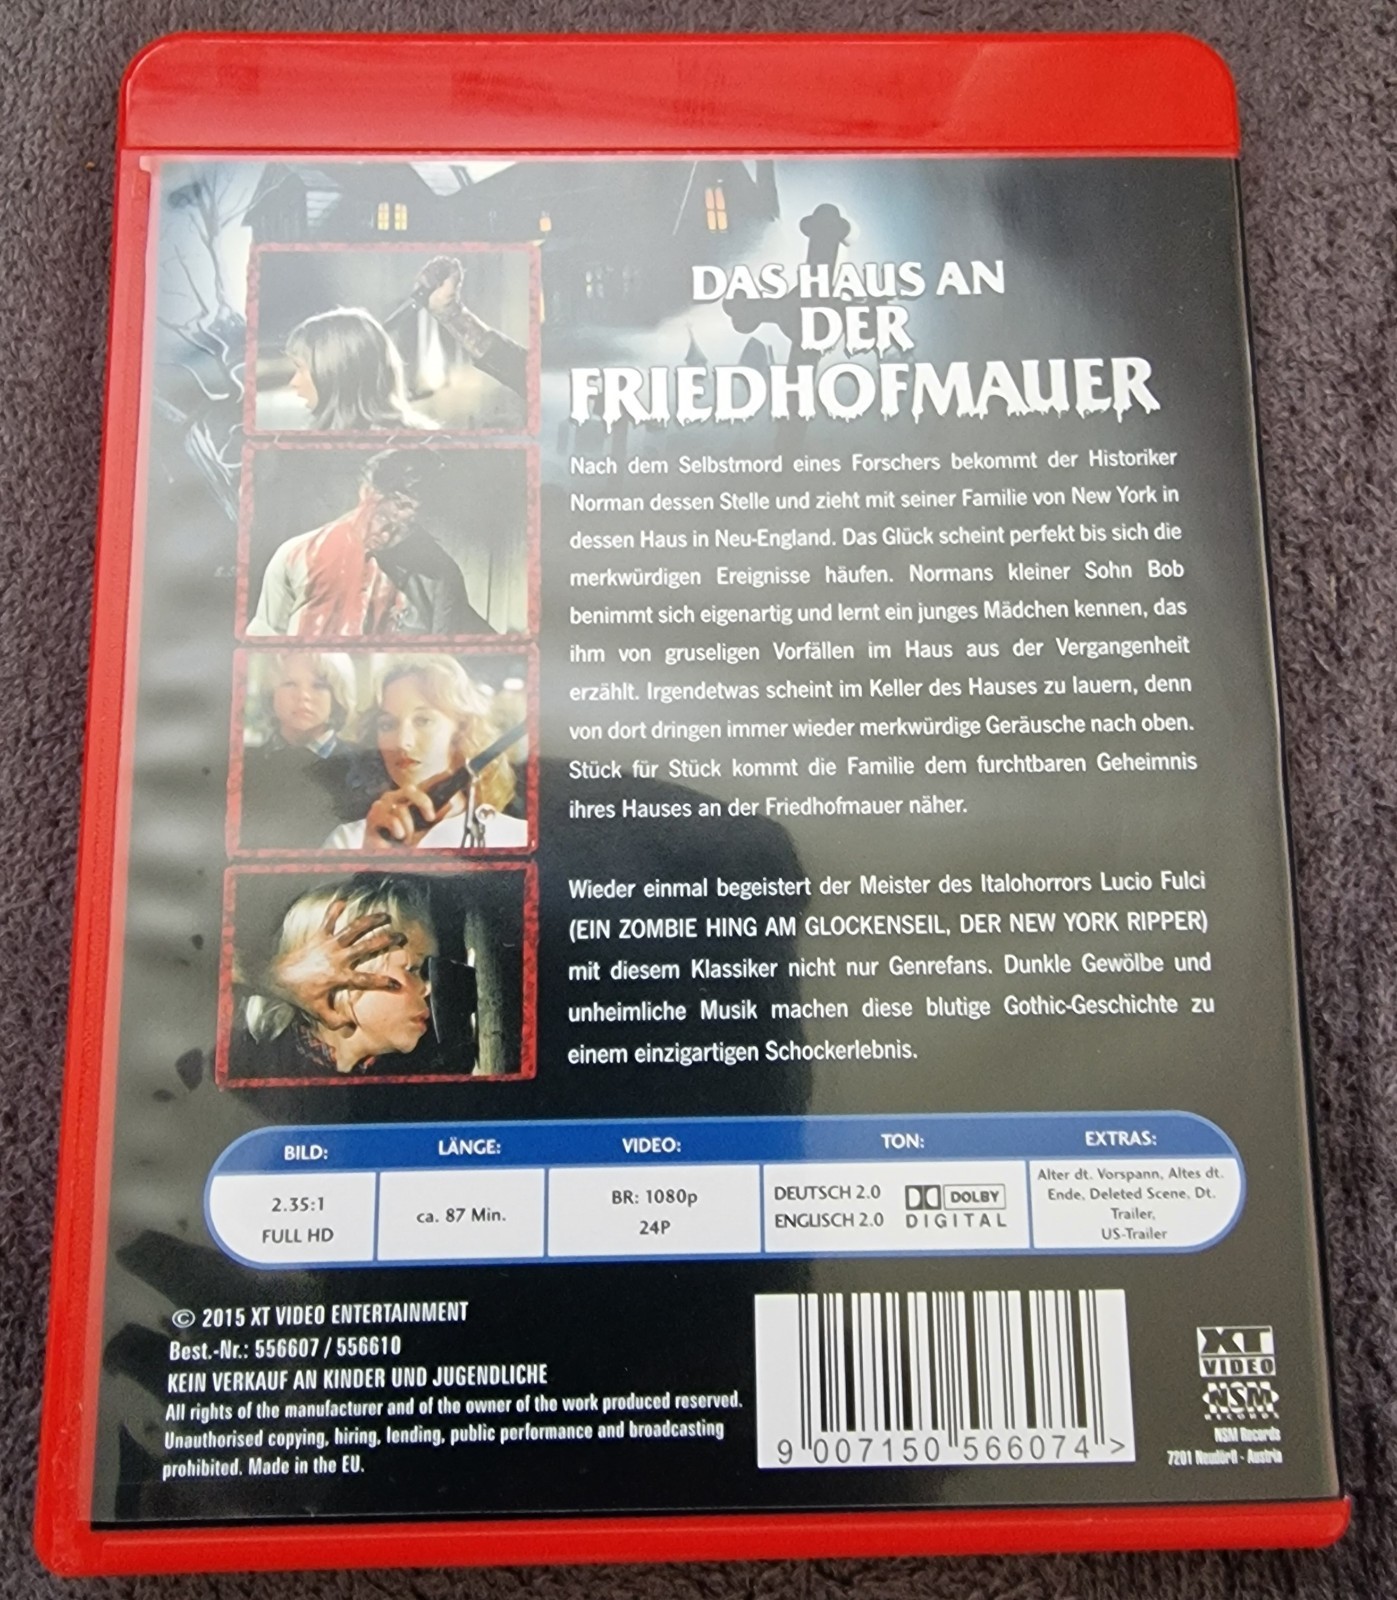 DAS HAUS AN
DER
FRIEDHOFMAUER
Nach dem Selbstmord eines Forschers bekommt der Historiker
Norman dessen Stelle und zieht mit seiner Familie von New York in
dessen Haus in Neu-England. Das Glück scheint perfekt bis sich die
merkwürdigen Ereignisse häufen. Normans kleiner Sohn Bob
benimmt sich eigenartig und lernt ein junges Mädchen kennen, das
ihm von gruseligen Vorfällen im Haus aus der Vergangenheit
erzählt. Irgendetwas scheint im Keller des Hauses zu lauern, denn
von dort dringen immer wieder merkwürdige Geräusche nach oben.
Stück für Stück kommt die Familie dem furchtbaren Geheimnis
ihres Hauses an der Friedhofmauer näher.
Wieder einmal begeistert der Meister des Italohorrors Lucio Fulci
(EIN ZOMBIE HING AM GLOCKENSEIL, DER NEW YORK RIPPER)
mit diesem Klassiker nicht nur Genrefans. Dunkle Gewölbe und
unheimliche Musik machen diese blutige Gothic-Geschichte zu
einem einzigartigen Schockerlebnis.
BILD:
2.35:1
FULL HD
LÄNGE:
ca. 87 Min.
VIDEO:
BR: 1080p
24P
TON:
DEUTSCH 2.0
ENGLISCH 2.0
DOLBY
DIGITAL
EXTRAS:
Alter dt. Vorspann, Altes dt.
Ende, Deleted Scene, Dt.
Trailer,
US-Trailer
© 2015 XT VIDEO ENTERTAINMENT
Best.-Nr.: 556607 / 556610
KEIN VERKAUF AN KINDER UND JUGENDLICHE
All rights of the manufacturer and of the owner of the work produced reserved.
Unauthorised copying, hiring, lending, public performance and broadcasting
prohibited. Made in the EU.
9 007150 566074 >
XT
VIDEO
NSM
RECORDS
NSM Records
7201 Neudörfl - Austria